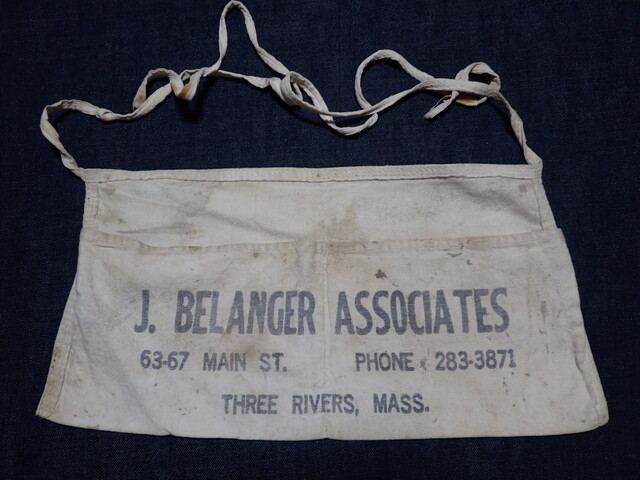 J. BELANGER ASSOCIATES
63-67 MAIN ST. PHONE 283-3871
THREE RIVERS, MASS.